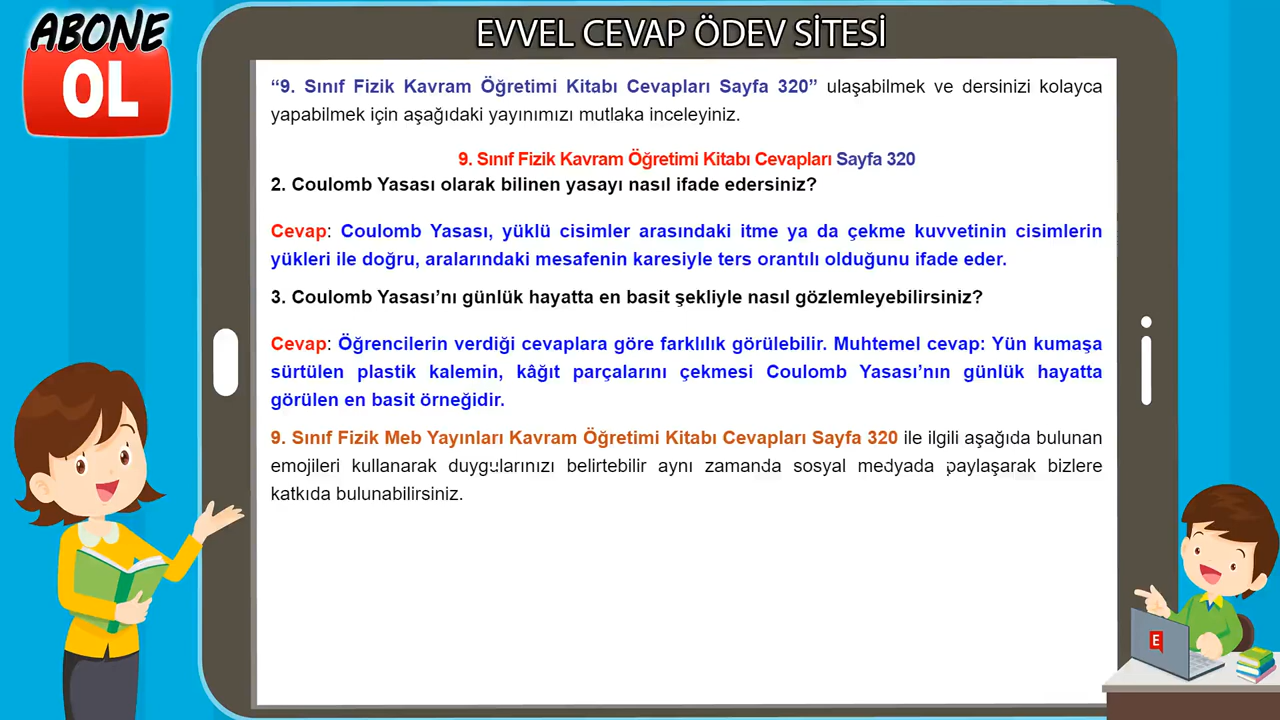 ABONE
OL
EVVEL CEVAP ÖDEV SİTESİ
“9. Sınıf Fizik Kavram Öğretimi Kitabı Cevapları Sayfa 320” ulaşabilmek ve dersinizi kolayca
yapabilmek için aşağıdaki yayınımızı mutlaka inceleyiniz.
9. Sınıf Fizik Kavram Öğretimi Kitabı Cevapları Sayfa 320
2. Coulomb Yasası olarak bilinen yasayı nasıl ifade edersiniz?
Cevap: Coulomb Yasası, yüklü cisimler arasındaki itme ya da çekme kuvvetinin cisimlerin
yükleri ile doğru, aralarındaki mesafenin karesiyle ters orantılı olduğunu ifade eder.
3. Coulomb Yasası’nı günlük hayatta en basit şekliyle nasıl gözlemleyebilirsiniz?
Cevap: Öğrencilerin verdiği cevaplara göre farklılık görülebilir. Muhtemel cevap: Yün kumaşa
sürtülen plastik kalemin, kâğıt parçalarını çekmesi Coulomb Yasası’nın günlük hayatta
görülen en basit örneğidir.
9. Sınıf Fizik Meb Yayınları Kavram Öğretimi Kitabı Cevapları Sayfa 320 ile ilgili aşağıda bulunan
emojileri kullanarak duygularınızı belirtebilir aynı zamanda sosyal medyada paylaşarak bizlere
katkıda bulunabilirsiniz.
E